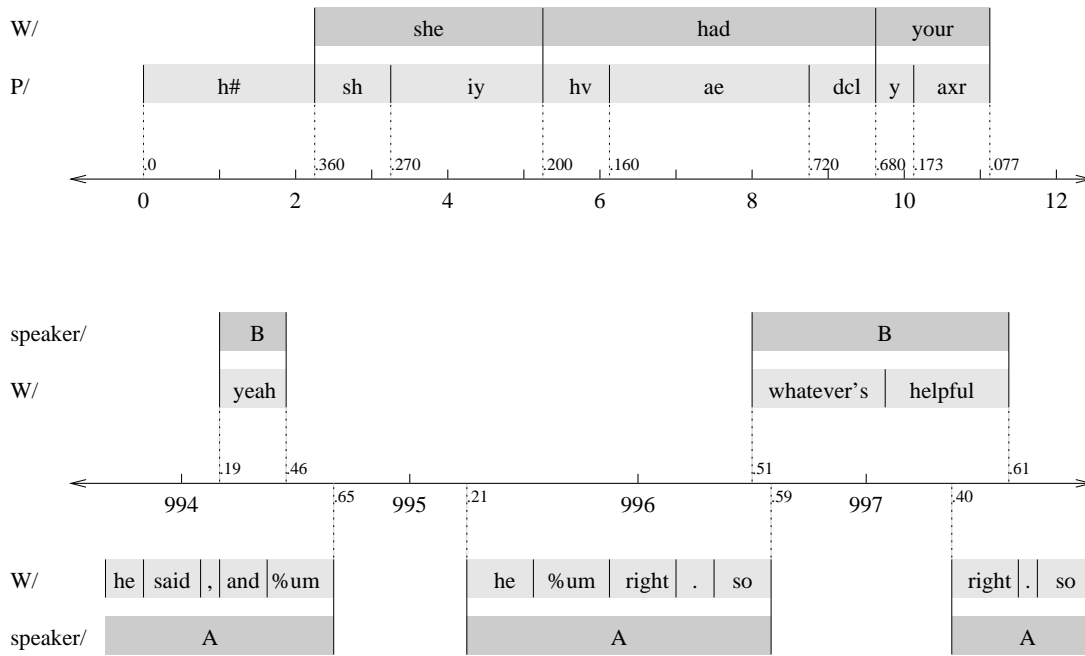 W/ she had your
P/ h# sh iy hv ae dcl y axr
.0 .360 .270 .200 .160 .720 .680 .173 .077
0 2 4 6 8 10 12
speaker/ B B
W/ yeah whatever's helpful
.19 .46 .51 .61
994 995 996 997
.65 .21 .59 .40
W/ he said , and %um he %um right . so right . so
speaker/ A A A